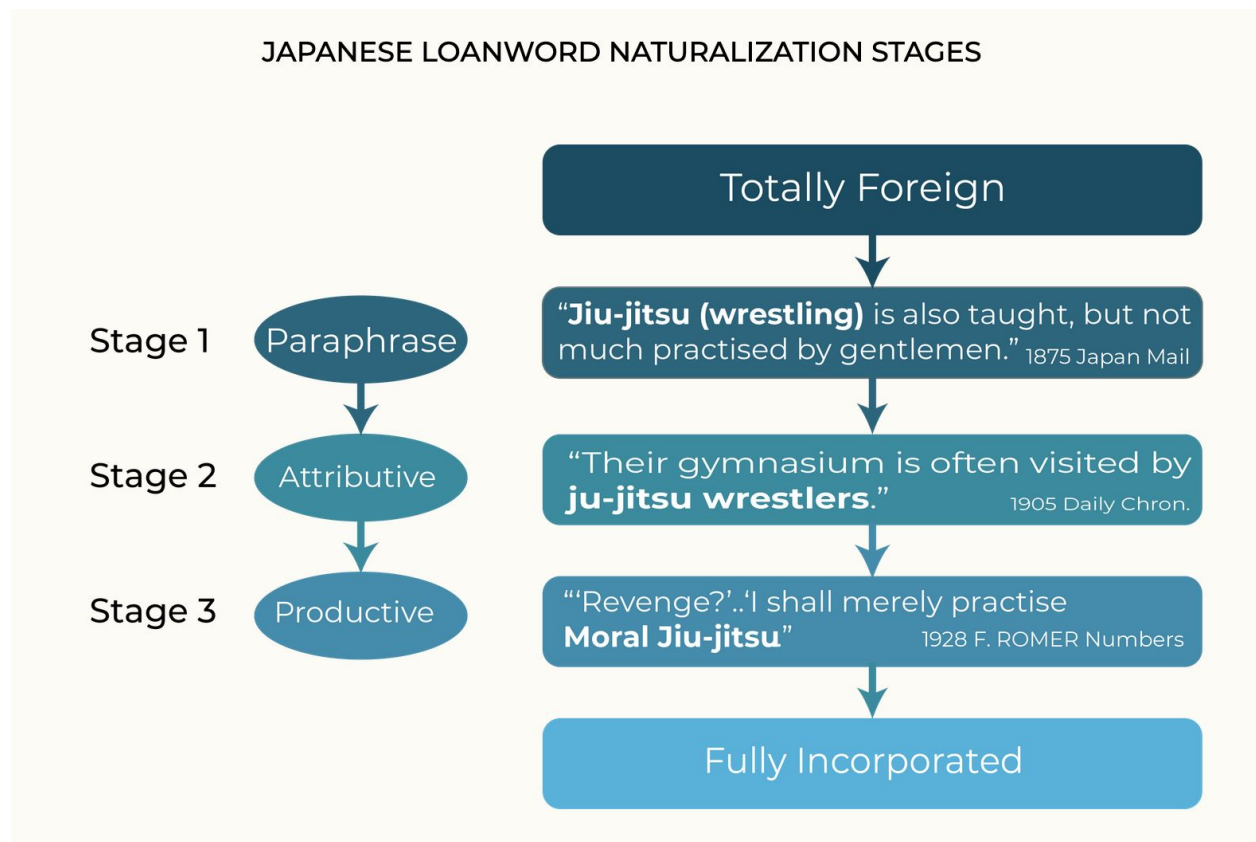 JAPANESE LOANWORD NATURALIZATION STAGES
Totally Foreign
Stage 1
Paraphrase
“Jiu-jitsu (wrestling) is also taught, but not
much practised by gentlemen.” 1875 Japan Mail
Stage 2
Attributive
“Their gymnasium is often visited by
ju-jitsu wrestlers.” 1905 Daily Chron.
Stage 3
Productive
“‘Revenge?’..‘I shall merely practise
Moral Jiu-jitsu.” 1928 F. ROMER Numbers
Fully Incorporated